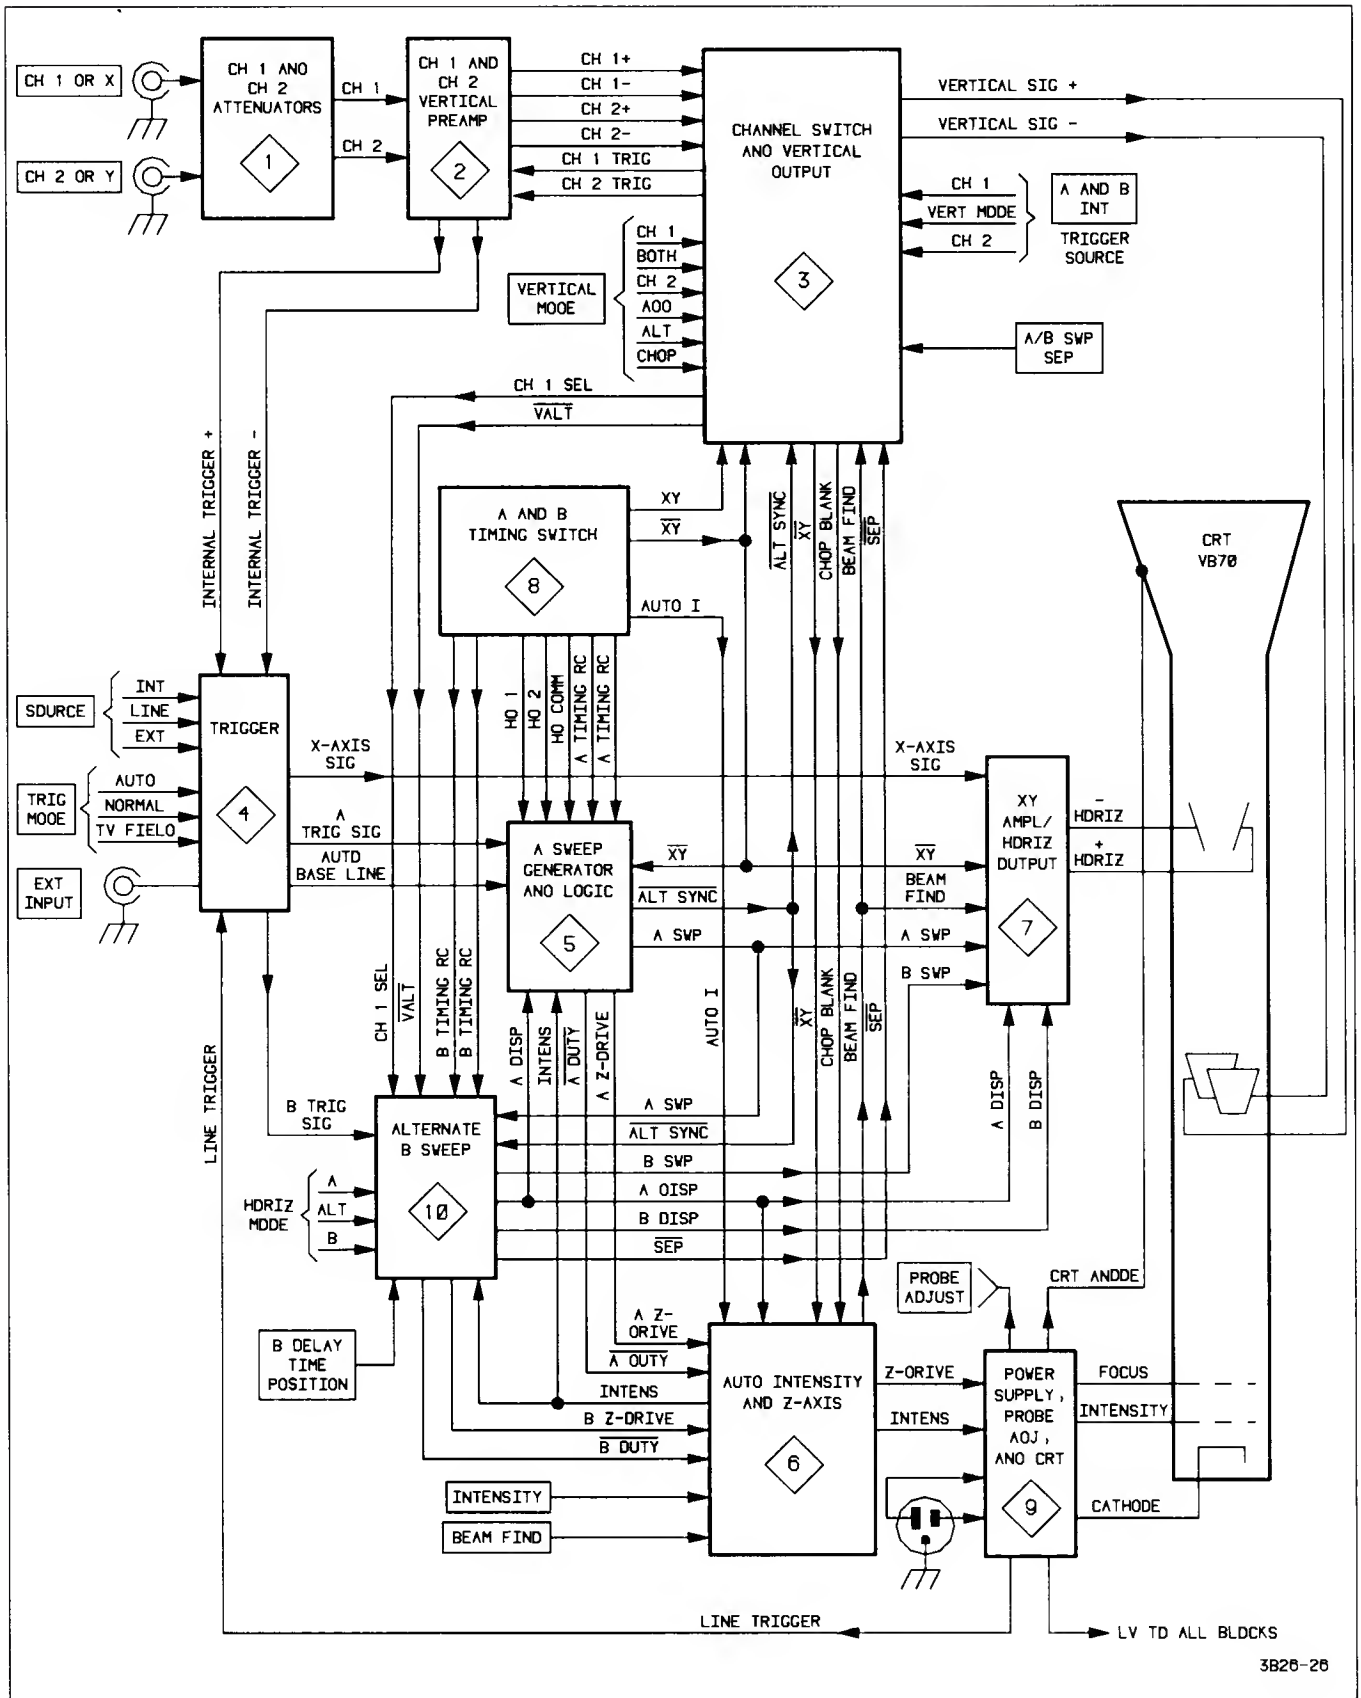 CH 1 OR X
CH 2 OR Y
CH 1 ANO
CH 2
ATTENUATORS
1
CH 1
CH 2
CH 1 AND
CH 2
VERTICAL
PREAMP
2
CH 1+
CH 1-
CH 2+
CH 2-
CH 1 TRIG
CH 2 TRIG
CHANNEL SWITCH
AND VERTICAL
OUTPUT
3
VERTICAL SIG +
VERTICAL SIG -
CH 1
VERT MDDE
CH 2
A AND B
INT
TRIGGER
SOURCE
A/B SWP
SEP
VERTICAL
MOOE
CH 1
BOTH
CH 2
AOO
ALT
CHOP
CH 1 SEL
VALT
INTERNAL TRIGGER +
INTERNAL TRIGGER -
A AND B
TIMING SWITCH
8
XY
XY
AUTO I
ALT SYNC
XY
CHOP BLANK
BEAM FIND
SEP
CRT
VB70
SDURCE
INT
LINE
EXT
TRIG
MOOE
AUTO
NORMAL
TV FIELO
EXT
INPUT
TRIGGER
4
X-AXIS
SIG
A
TRIG SIG
AUTD
BASE LINE
HO 1
HO 2
HO COMM
A TIMING RC
A TIMING RC
A SWEEP
GENERATOR
ANO LOGIC
5
XY
ALT SYNC
A SWP
X-AXIS
SIG
XY
BEAM
FIND
A SWP
B SWP
XY
AMPL/
HDRIZ
DUTPUT
7
-
HDRIZ
+
HDRIZ
CH 1 SEL
VALT
B TIMING RC
B TIMING RC
A DISP
INTENS
A DUTY
A Z-DRIVE
AUTO I
XY
CHOP BLANK
BEAM FIND
SEP
A DISP
B DISP
LINE TRIGGER
B TRIG
SIG
HDRIZ
MDDE
A
ALT
B
ALTERNATE
B SWEEP
10
A SWP
ALT SYNC
B SWP
A OISP
B DISP
SEP
B DELAY
TIME
POSITION
A Z-
ORIVE
A OUTY
INTENS
B Z-DRIVE
B DUTY
INTENSITY
BEAM FIND
AUTO INTENSITY
AND Z-AXIS
6
Z-ORIVE
INTENS
PROBE
ADJUST
CRT ANDDE
POWER
SUPPLY,
PROBE
AOJ,
ANO CRT
9
FOCUS
INTENSITY
CATHODE
LINE TRIGGER
LV TD ALL BLDCKS
3826-26